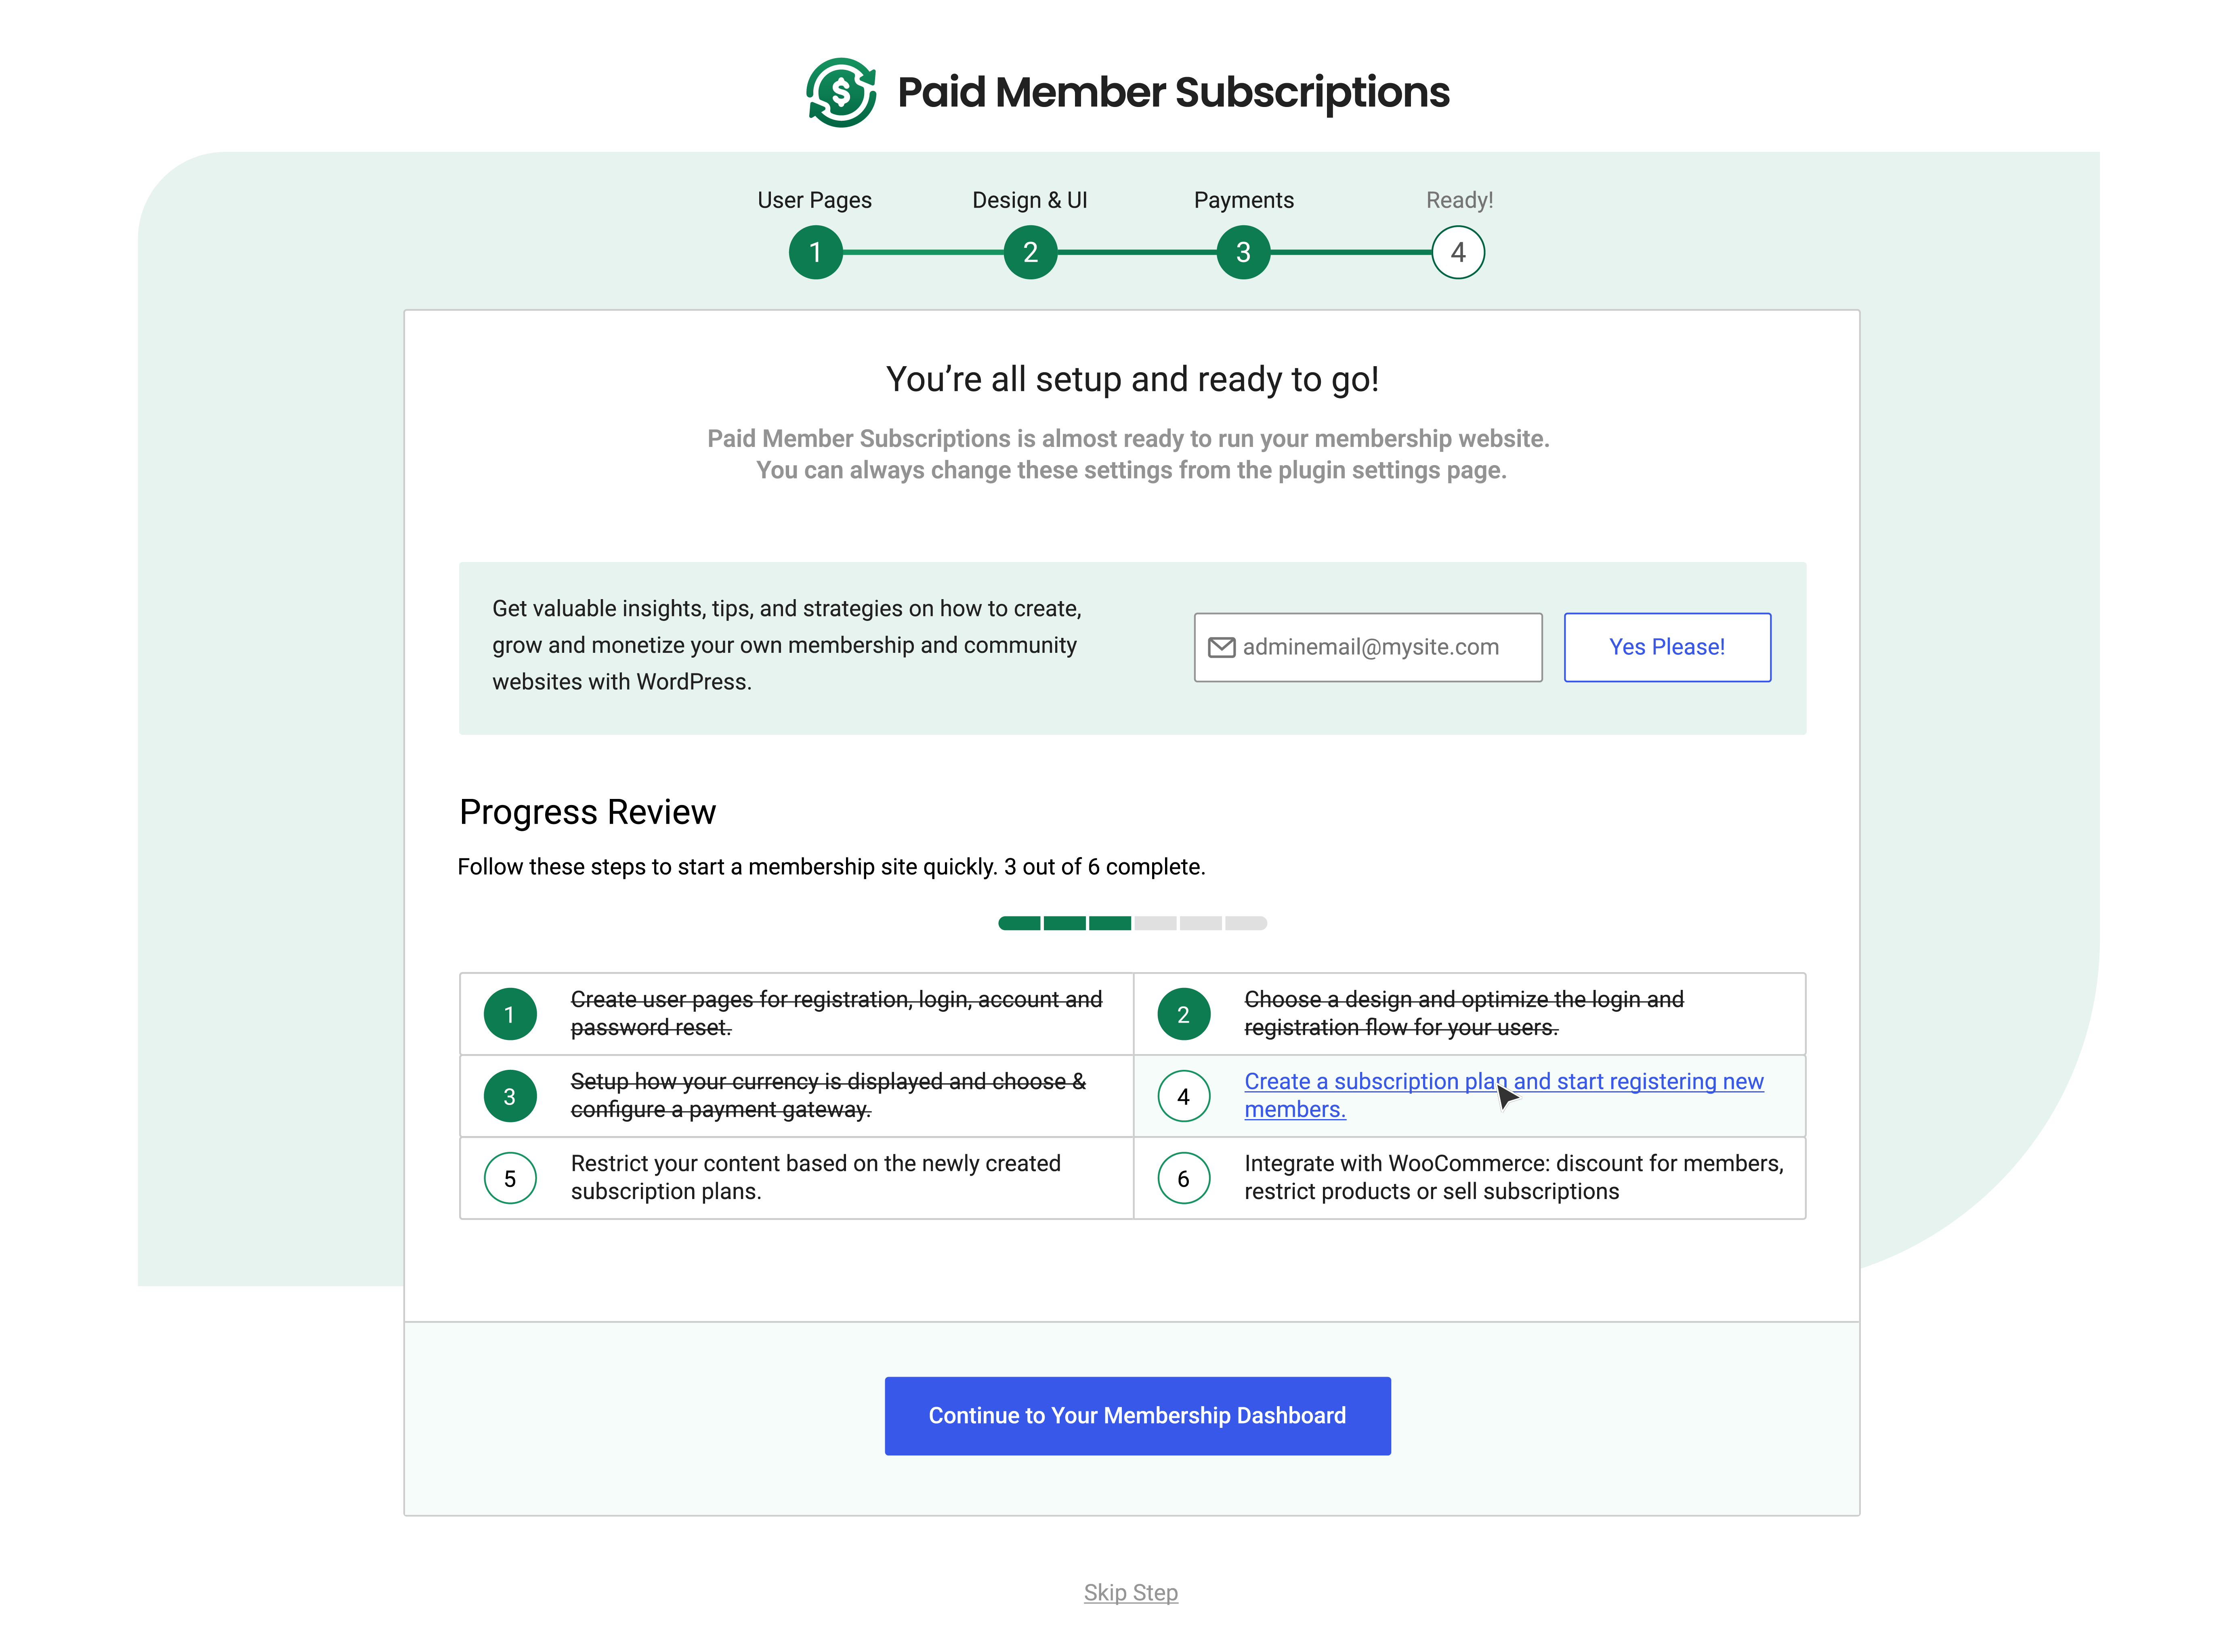 Paid Member Subscriptions
User Pages
Design & UI
Payments
Ready!
1
2
3
4
You’re all setup and ready to go!
Paid Member Subscriptions is almost ready to run your membership website.
You can always change these settings from the plugin settings page.
Get valuable insights, tips, and strategies on how to create,
grow and monetize your own membership and community
websites with WordPress.
adminemail@mysite.com
Yes Please!
Progress Review
Follow these steps to start a membership site quickly. 3 out of 6 complete.
1
Create user pages for registration, login, account and
password reset.
2
Choose a design and optimize the login and
registration flow for your users.
3
Setup how your currency is displayed and choose &
configure a payment gateway.
4
Create a subscription plan and start registering new
members.
5
Restrict your content based on the newly created
subscription plans.
6
Integrate with WooCommerce: discount for members,
restrict products or sell subscriptions
Continue to Your Membership Dashboard
Skip Step